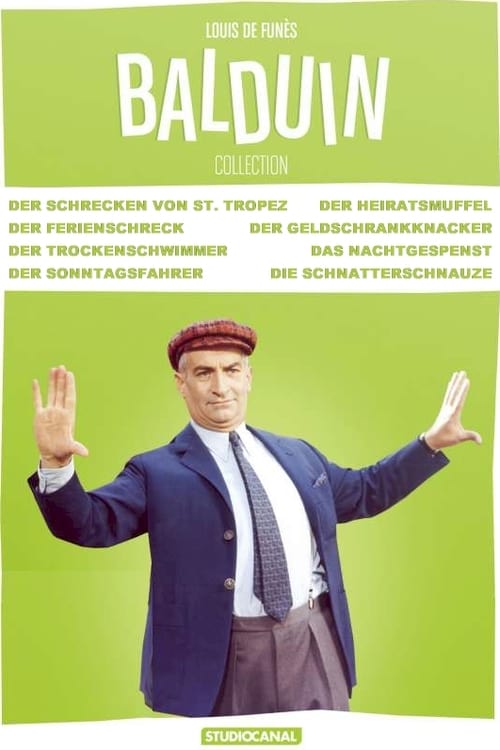 LOUIS DE FUNÈS
BALDUIN
COLLECTION
DER SCHRECKEN VON ST. TROPEZ DER HEIRATSMUFFEL
DER FERIENSCHRECK DER GELDSCHRANKKNACKER
DER TROCKENSCHWIMMER DAS NACHTGESPENST
DER SONNTAGSFAHRER DIE SCHNATTERSCHNAUZE
STUDIOCANAL